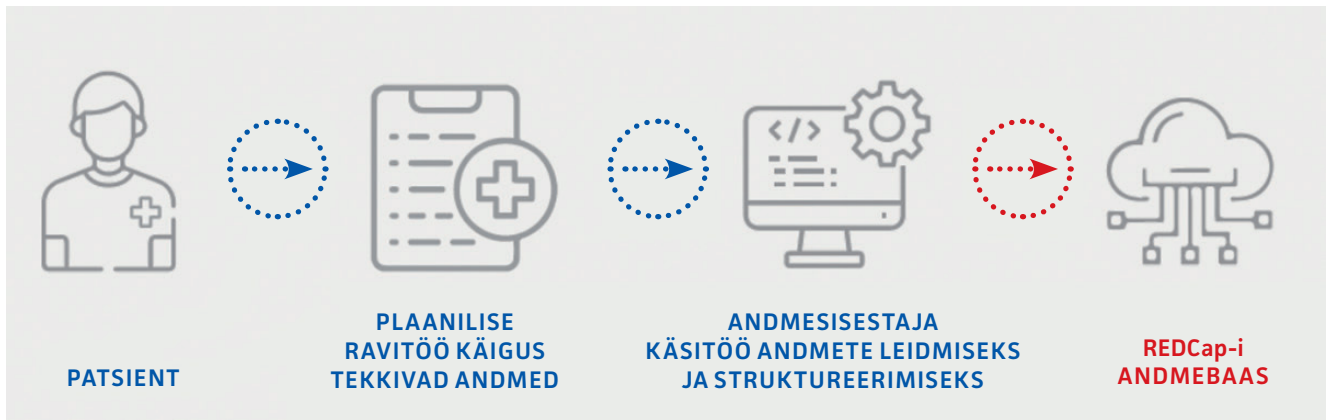 PATSIENT
PLAANILISE
RAVITÖÖ KÄIGUS
TEKKIVAD ANDMED
ANDMESISESTAJA
KÄSITÖÖ ANDMETE LEIDMISEKS
JA STRUKTUREERIMISEKS
REDCap-i
ANDMEBAAS